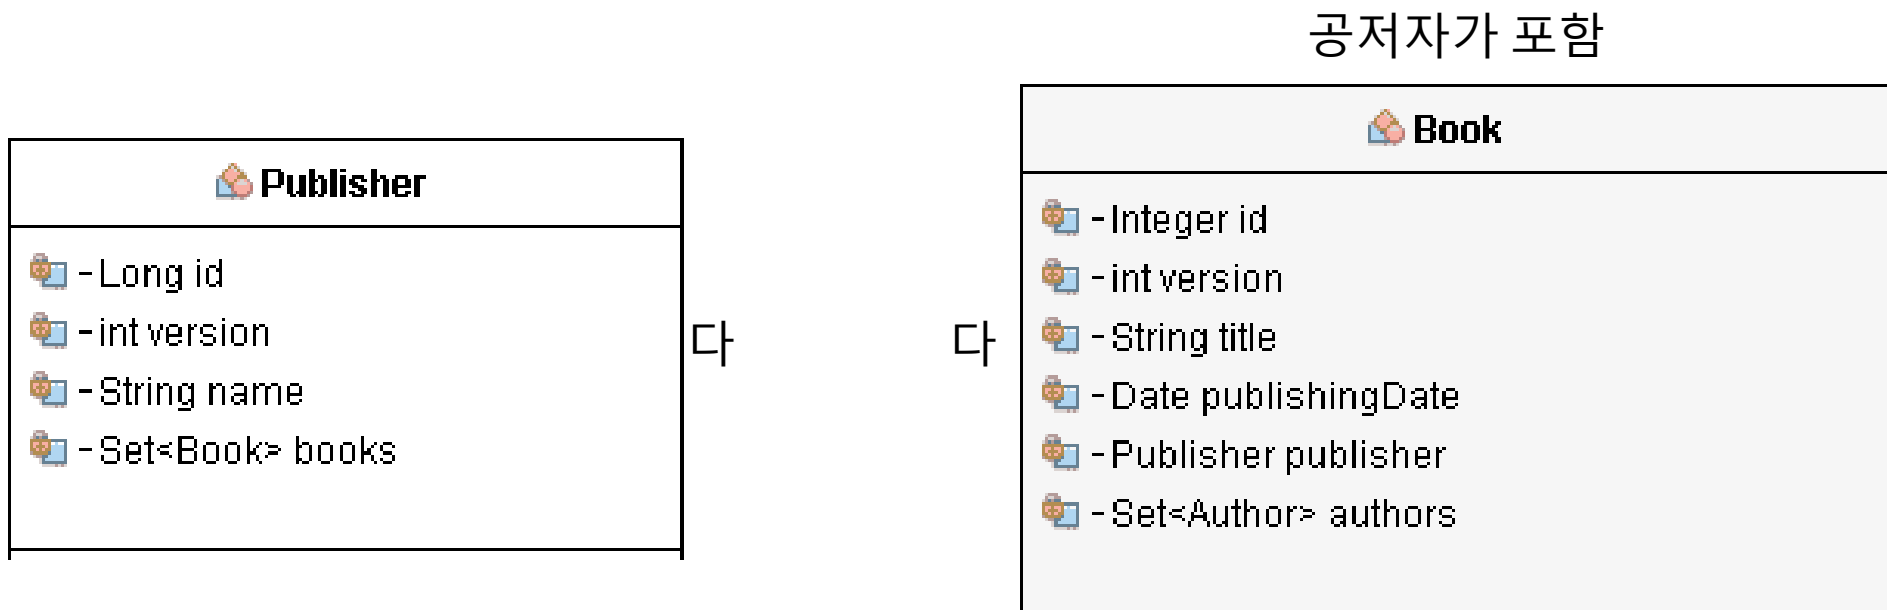 공저자가 포함
Publisher
-Long id
-int version
-String name
-Set<Book> books
다
다
Book
-Integer id
-int version
-String title
-Date publishingDate
-Publisher publisher
-Set<Author> authors